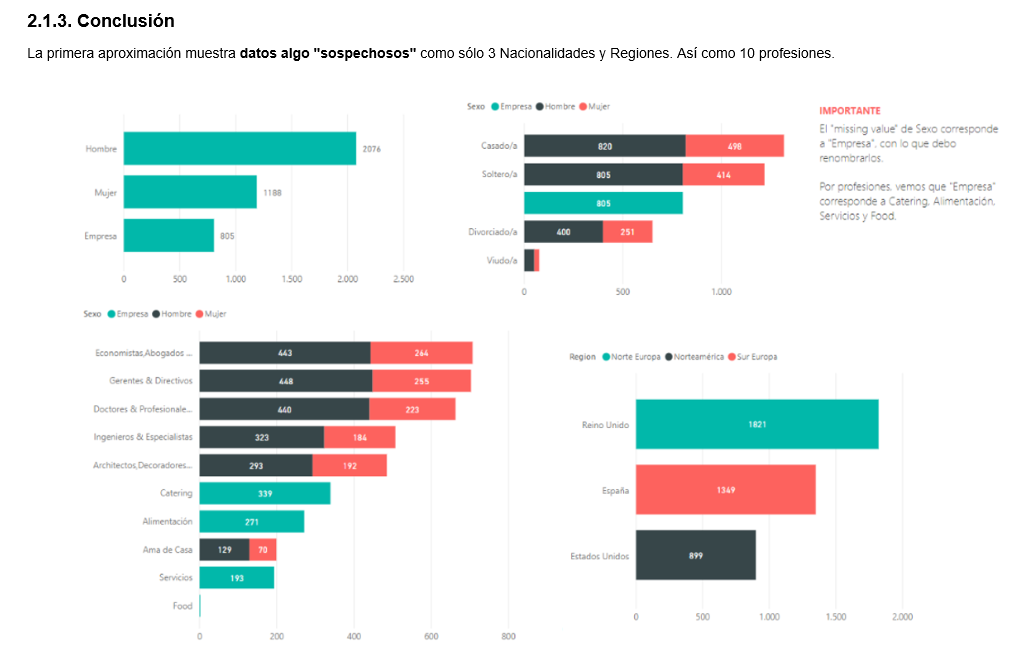 2.1.3. Conclusión
La primera aproximación muestra datos algo "sospechosos" como sólo 3 Nacionalidades y Regiones. Así como 10 profesiones.
Hombre 2076
Mujer 1188
Empresa 805
0 500 1.000 1.500 2.000 2.500
Sexo Empresa Hombre Mujer
Casado/a 820 498
Soltero/a 805 414
805
Divorciado/a 400 251
Viudo/a
0 500 1.000
IMPORTANTE
El "missing value" de Sexo corresponde
a "Empresa", con lo que debo
renombrarlos.
Por profesiones, vemos que "Empresa"
corresponde a Catering, Alimentación,
Servicios y Food.
Sexo Empresa Hombre Mujer
Economistas,Abogados ... 443 264
Gerentes & Directivos 448 255
Doctores & Profesionale... 440 223
Ingenieros & Especialistas 323 184
Architectos,Decoradores... 293 192
Catering 339
Alimentación 271
Ama de Casa 129 70
Servicios 193
Food
0 200 400 600 800
Region Norte Europa Norteamérica Sur Europa
Reino Unido 1821
España 1349
Estados Unidos 899
0 500 1.000 1.500 2.000